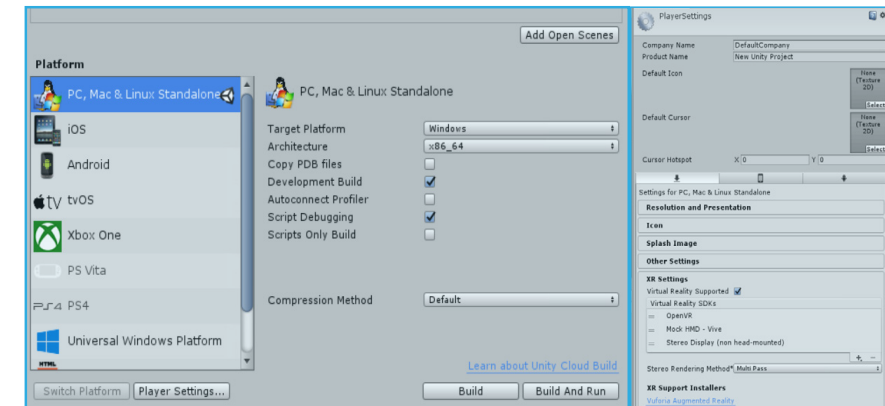 Add Open Scenes
Platform
PC, Mac & Linux Standalone
iOS
Android
tv tvOS
Xbox One
PS Vita
PS4 PS4
Universal Windows Platform
HTML
PC, Mac & Linux Standalone
Target Platform Windows
Architecture x86_64
Copy PDB files
Development Build
Autoconnect Profiler
Script Debugging
Scripts Only Build
Compression Method Default
Learn about Unity Cloud Build
Switch Platform Player Settings... Build Build And Run
PlayerSettings
Company Name DefaultCompany
Product Name New Unity Project
Default Icon
None
(Texture
2D)
Select
Default Cursor
None
(Texture
2D)
Select
Cursor Hotspot X 0 Y 0
Settings for PC, Mac & Linux Standalone
Resolution and Presentation
Icon
Splash Image
Other Settings
XR Settings
Virtual Reality Supported
Virtual Reality SDKs
OpenVR
Mock HMD - Vive
Stereo Display (non head-mounted)
Stereo Rendering Method* Multi Pass
XR Support Installers
Vuforia Augmented Reality